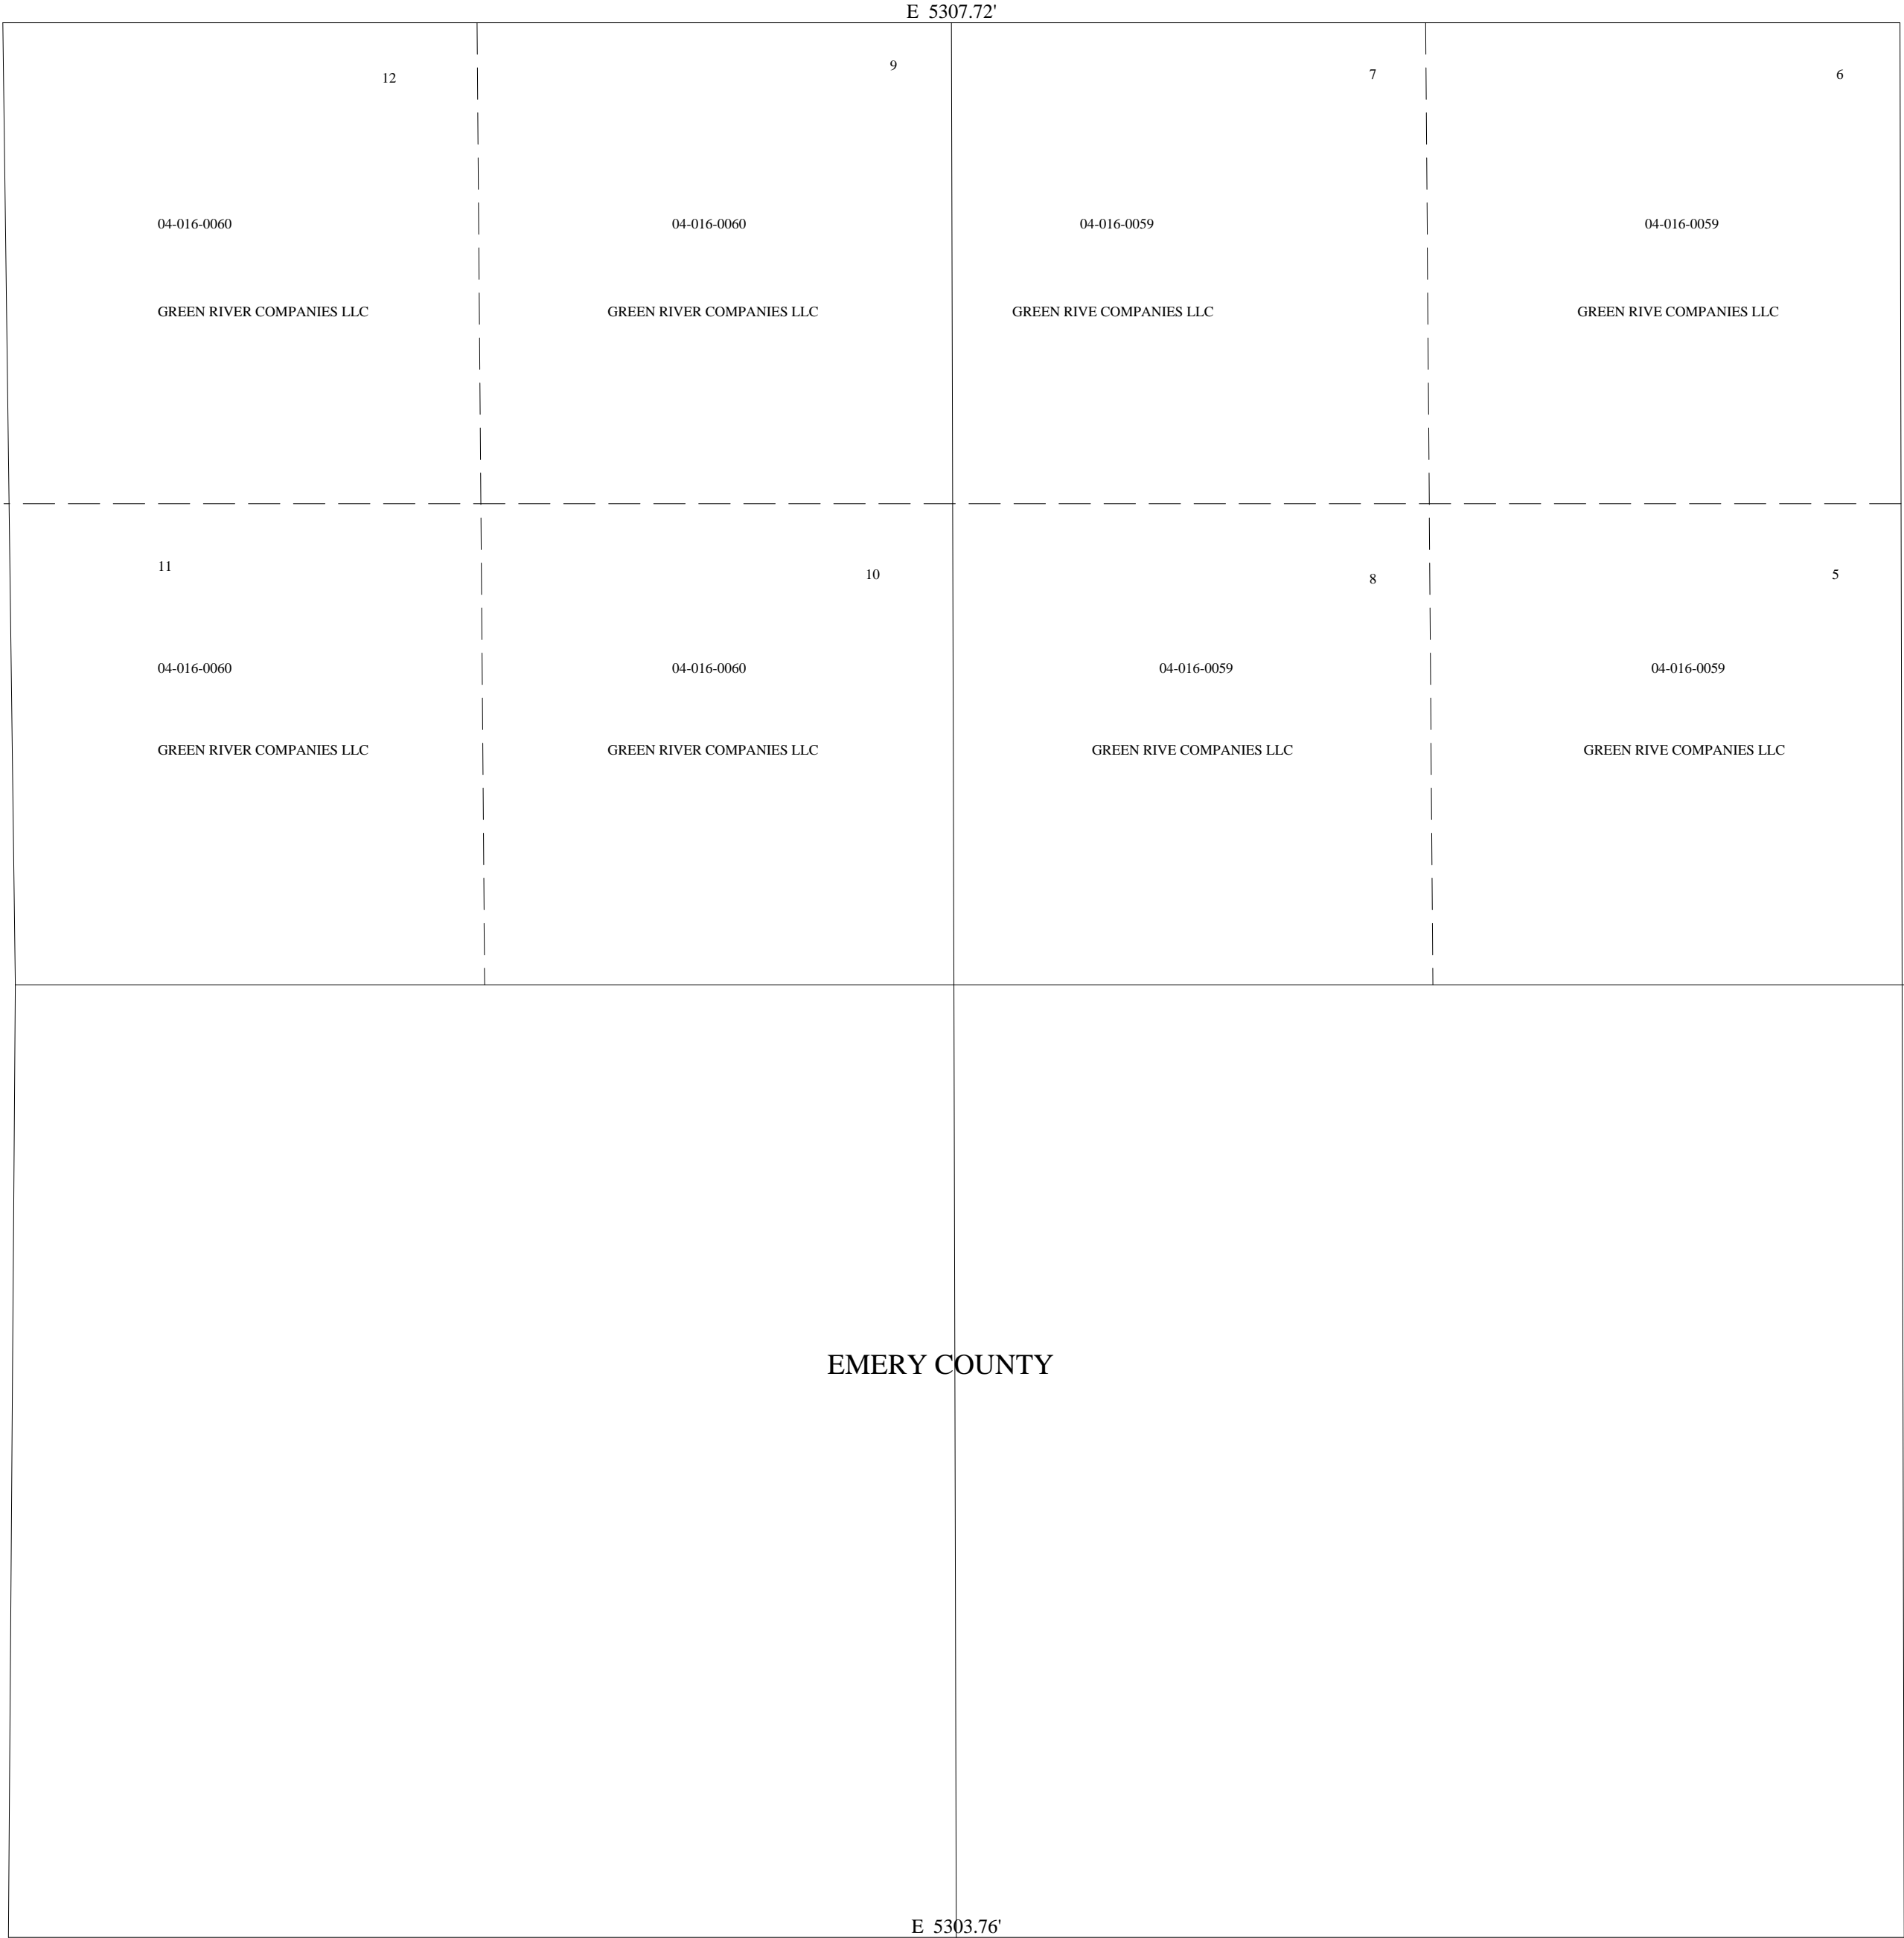 E 5307.72'
12
9
7
6
04-016-0060
04-016-0060
04-016-0059
04-016-0059
GREEN RIVER COMPANIES LLC
GREEN RIVER COMPANIES LLC
GREEN RIVE COMPANIES LLC
GREEN RIVE COMPANIES LLC
11
10
8
5
04-016-0060
04-016-0060
04-016-0059
04-016-0059
GREEN RIVER COMPANIES LLC
GREEN RIVER COMPANIES LLC
GREEN RIVE COMPANIES LLC
GREEN RIVE COMPANIES LLC
EMERY COUNTY
E 5303.76'